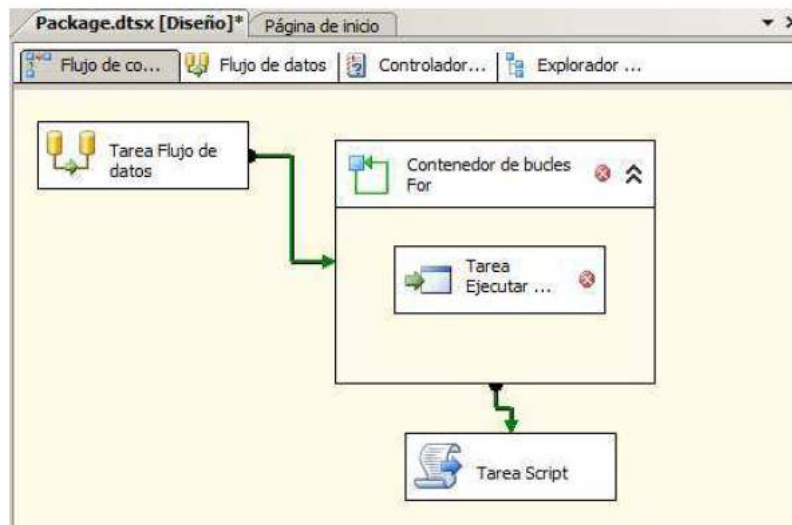 Package.dtsx [Diseño]* Página de inicio
Flujo de co... Flujo de datos Controlador... Explorador ...
Tarea Flujo de
datos
Contenedor de bucles
For
Tarea
Ejecutar ...
Tarea Script